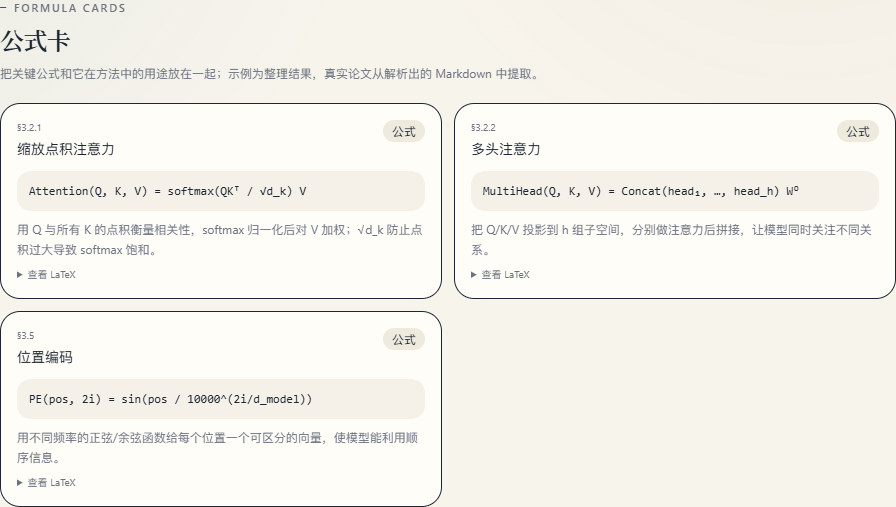 — FORMULA CARDS
公式卡
把关键公式和它在方法中的用途放在一起；示例为整理结果，真实论文从解析出的 Markdown 中提取。
§3.2.1
公式
缩放点积注意力
Attention(Q, K, V) = softmax(QKᵀ / √d_k) V
用 Q 与所有 K 的点积衡量相关性，softmax 归一化后对 V 加权；√d_k 防止点
积过大导致 softmax 饱和。
▶ 查看 LaTeX
§3.2.2
公式
多头注意力
MultiHead(Q, K, V) = Concat(head₁, …, head_h) Wᴼ
把 Q/K/V 投影到 h 组子空间，分别做注意力后拼接，让模型同时关注不同关
系。
▶ 查看 LaTeX
§3.5
公式
位置编码
PE(pos, 2i) = sin(pos / 10000^(2i/d_model))
用不同频率的正弦/余弦函数给每个位置一个可区分的向量，使模型能利用顺
序信息。
▶ 查看 LaTeX